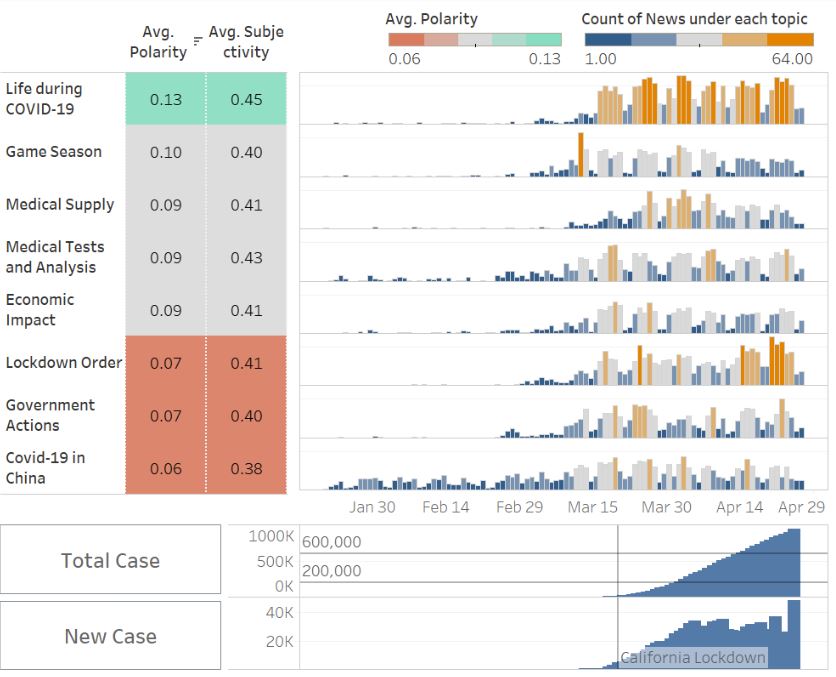 Avg. Polarity
Count of News under each topic
0.06
0.13
1.00
64.00
Avg.
Polarity
Avg. Subje
ctivity
Life during
COVID-19
0.13
0.45
Game Season
0.10
0.40
Medical Supply
0.09
0.41
Medical Tests
and Analysis
0.09
0.43
Economic
Impact
0.09
0.41
Lockdown Order
0.07
0.41
Government
Actions
0.07
0.40
Covid-19 in
China
0.06
0.38
Jan 30
Feb 14
Feb 29
Mar 15
Mar 30
Apr 14
Apr 29
Total Case
1000K
500K
0K
600,000
200,000
New Case
40K
20K
California Lockdown